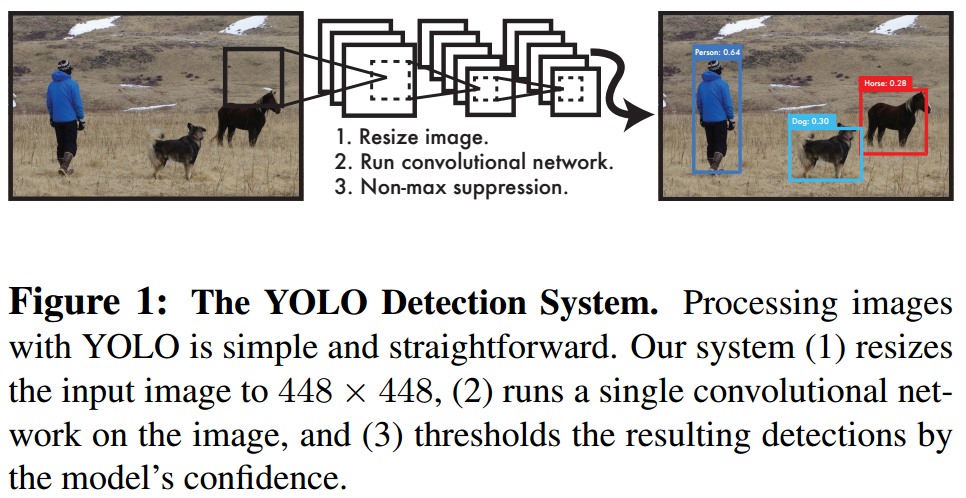 Person: 0.64
Horse: 0.28
Dog: 0.30
1. Resize image.
2. Run convolutional network.
3. Non-max suppression.
Figure 1: The YOLO Detection System. Processing images
with YOLO is simple and straightforward. Our system (1) resizes
the input image to 448 × 448, (2) runs a single convolutional net-
work on the image, and (3) thresholds the resulting detections by
the model's confidence.